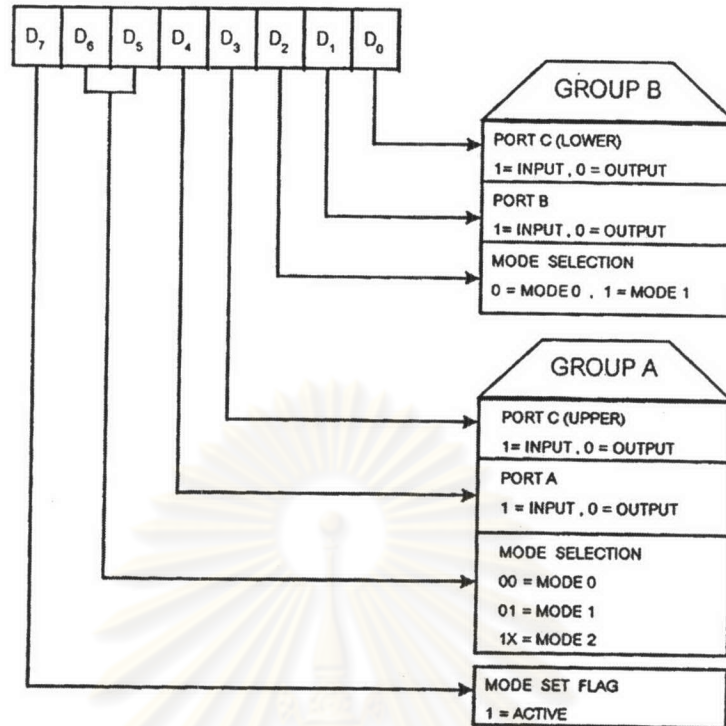 D7 D6 D5 D4 D3 D2 D1 D0
GROUP B
PORT C (LOWER)
1= INPUT , 0 = OUTPUT
PORT B
1= INPUT , 0 = OUTPUT
MODE SELECTION
0 = MODE 0 , 1 = MODE 1
GROUP A
PORT C (UPPER)
1= INPUT , 0 = OUTPUT
PORT A
1 = INPUT , 0 = OUTPUT
MODE SELECTION
00 = MODE 0
01 = MODE 1
1X = MODE 2
MODE SET FLAG
1 = ACTIVE